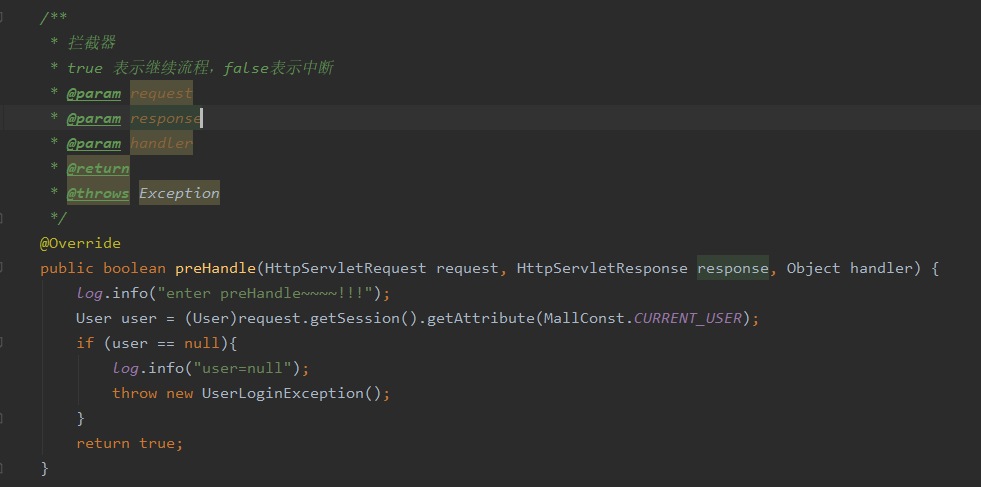 /**
 * 拦截器
 * true 表示继续流程，false表示中断
 * @param request
 * @param response
 * @param handler
 * @return
 * @throws Exception
 */
@Override
public boolean preHandle(HttpServletRequest request, HttpServletResponse response, Object handler) {
    log.info("enter preHandle~~~~!!!");
    User user = (User)request.getSession().getAttribute(MallConst.CURRENT_USER);
    if (user == null){
        log.info("user=null");
        throw new UserLoginException();
    }
    return true;
}